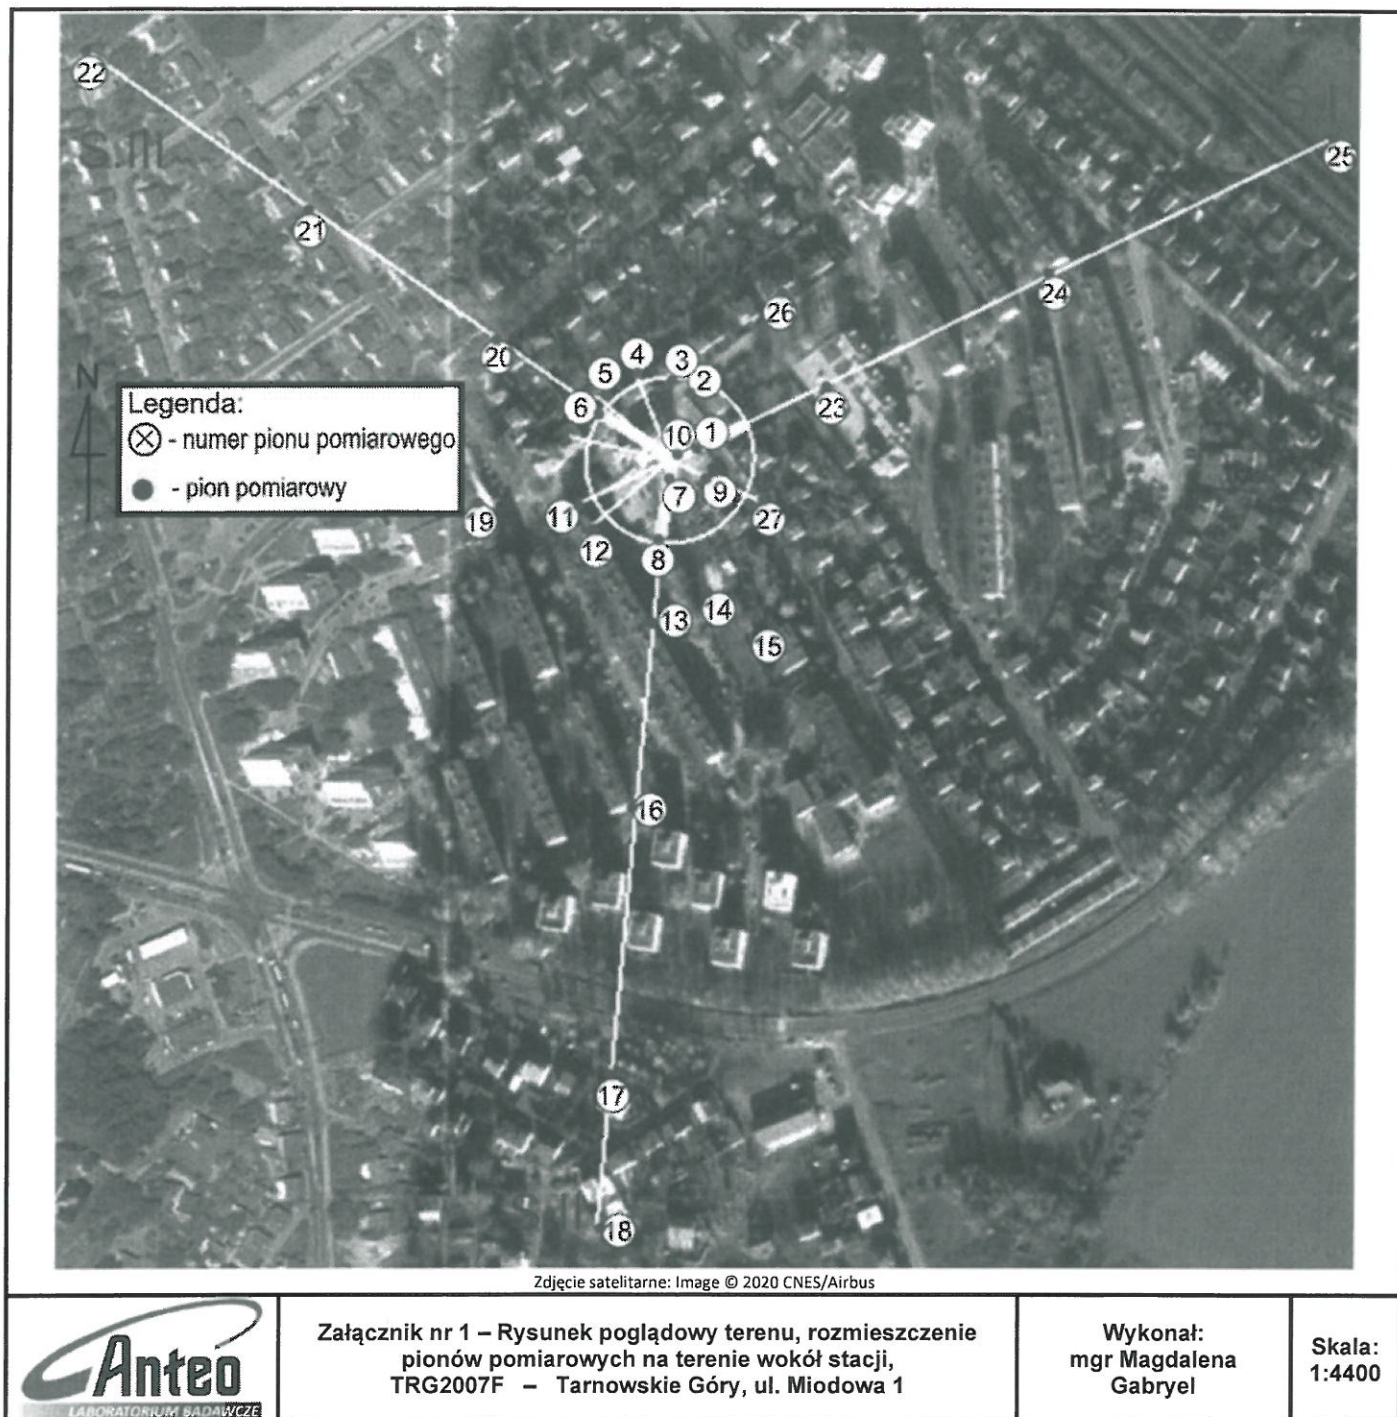 22
S III
S I
25
21
24
26
20
5
4
3
2
6
23
N
10
1
Legenda:
- numer pionu pomiarowego
- pion pomiarowy
7
9
19
11
27
12
8
13
14
15
16
17
18
Zdjęcie satelitarne: Image © 2020 CNES/Airbus
Anteo
LABORATORIUM BADAWCZE
Załącznik nr 1 – Rysunek poglądowy terenu, rozmieszczenie
pionów pomiarowych na terenie wokół stacji,
TRG2007F – Tarnowskie Góry, ul. Miodowa 1
Wykonał:
mgr Magdalena
Gabryel
Skala:
1:4400